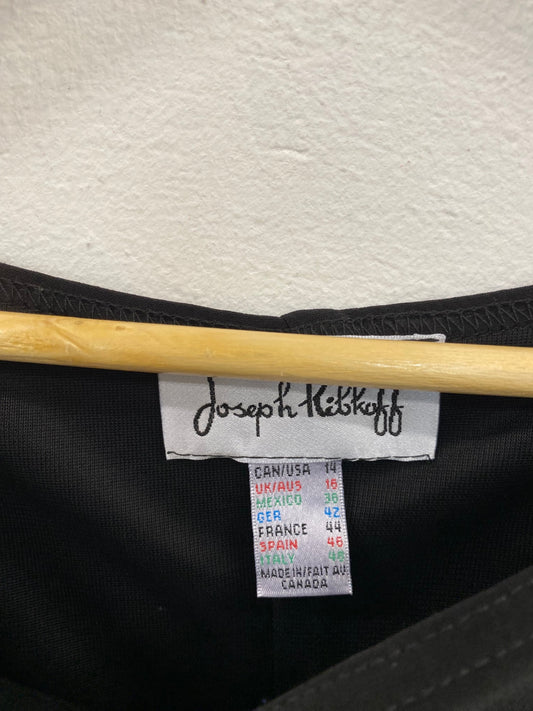 Joseph Ribkoff
CAN/USA 14
UK/AUS 16
MEXICO 36
GER 42
FRANCE 44
SPAIN 46
ITALY 48
MADE IN/FAIT AU
CANADA